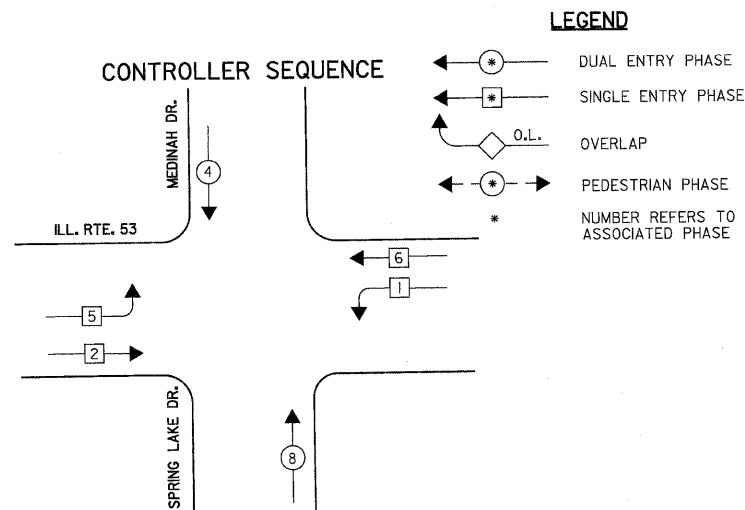 LEGEND
CONTROLLER SEQUENCE
* DUAL ENTRY PHASE
* SINGLE ENTRY PHASE
O.L. OVERLAP
* PEDESTRIAN PHASE
* NUMBER REFERS TO
ASSOCIATED PHASE
MEDINAH DR.
4
ILL. RTE. 53
6
1
5
2
SPRING LAKE DR.
8